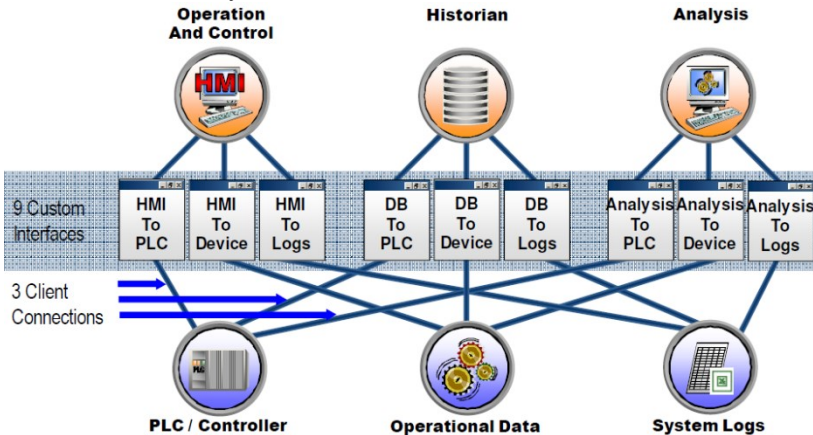 Operation
And Control
Historian
Analysis
HMI
9 Custom
Interfaces
HMI
To
PLC
HMI
To
Device
HMI
To
Logs
DB
To
PLC
DB
To
Device
DB
To
Logs
Analysis
To
PLC
Analysis
To
Device
Analysis
To
Logs
3 Client
Connections
PLC
PLC / Controller
Operational Data
System Logs